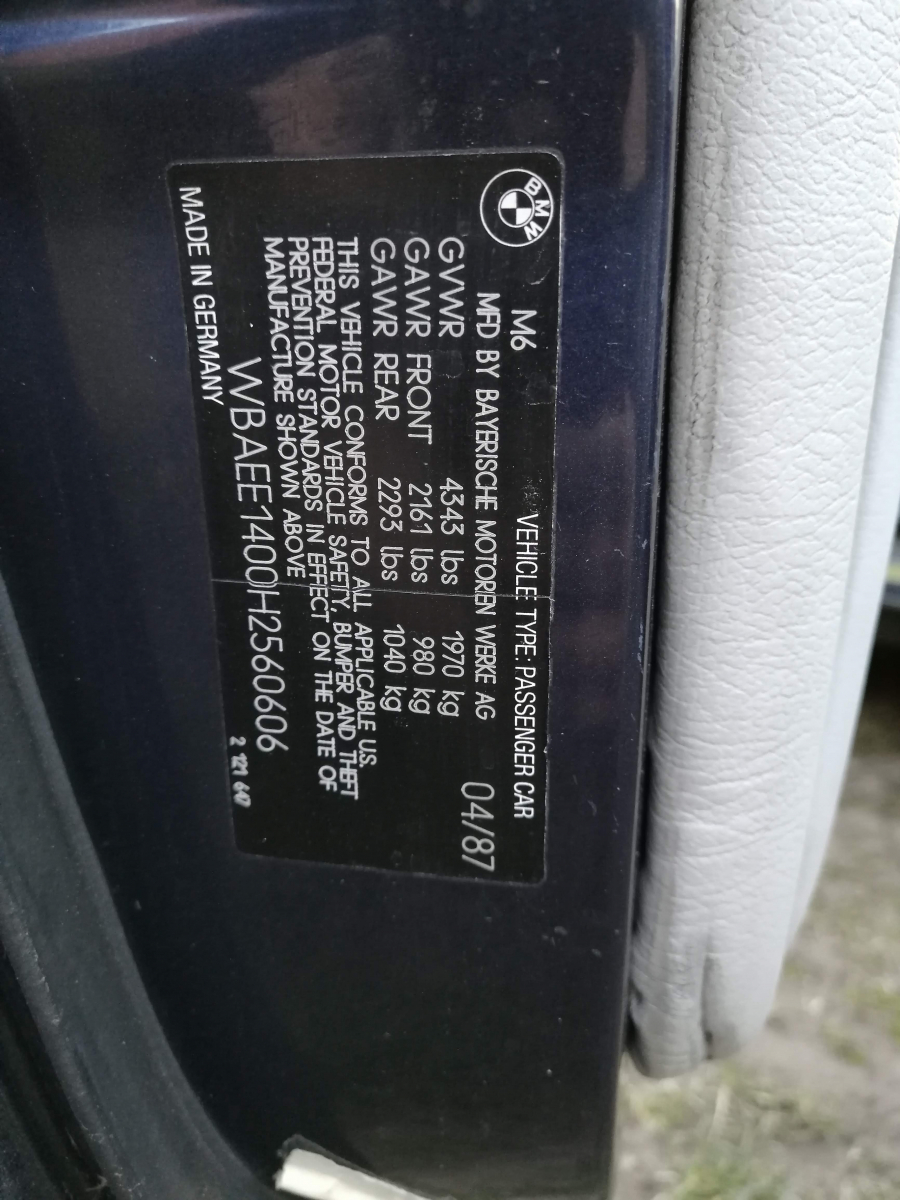 BMW
M6 VEHICLE TYPE: PASSENGER CAR
MFD BY BAYERISCHE MOTOREN WERKE AG 04/87
GVWR 4343 lbs 1970 kg
GAWR FRONT 2161 lbs 980 kg
GAWR REAR 2293 lbs 1040 kg
THIS VEHICLE CONFORMS TO ALL APPLICABLE U.S.
FEDERAL MOTOR VEHICLE SAFETY, BUMPER AND THEFT
PREVENTION STANDARDS IN EFFECT ON THE DATE OF
MANUFACTURE SHOWN ABOVE
WBAEE1400H2560606
MADE IN GERMANY 2 121 647